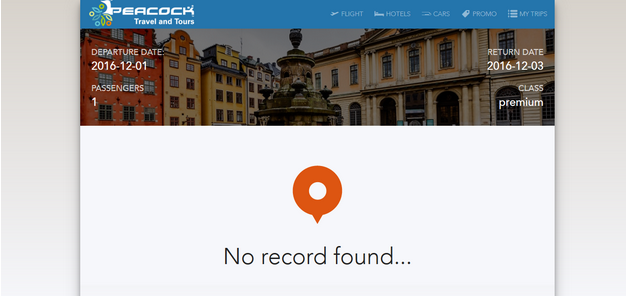 PEACOCK
Travel and Tours
FLIGHT HOTELS CARS PROMO MY TRIPS
DEPARTURE DATE: RETURN DATE
2016-12-01 2016-12-03
PASSENGERS CLASS
1 premium
No record found...